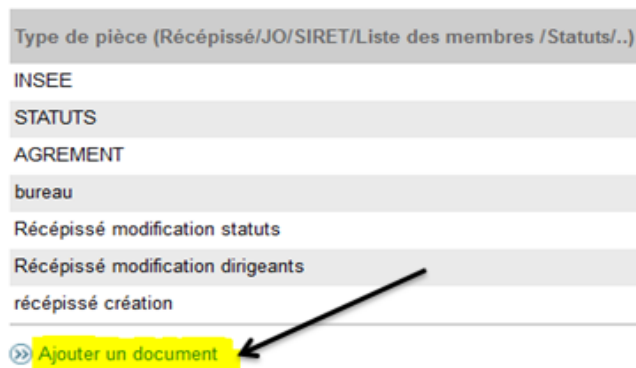 Type de pièce (Récépissé/JO/SIRET/Liste des membres /Statuts/..)
INSEE
STATUTS
AGREMENT
bureau
Récépissé modification statuts
Récépissé modification dirigeants
récépissé création
Ajouter un document